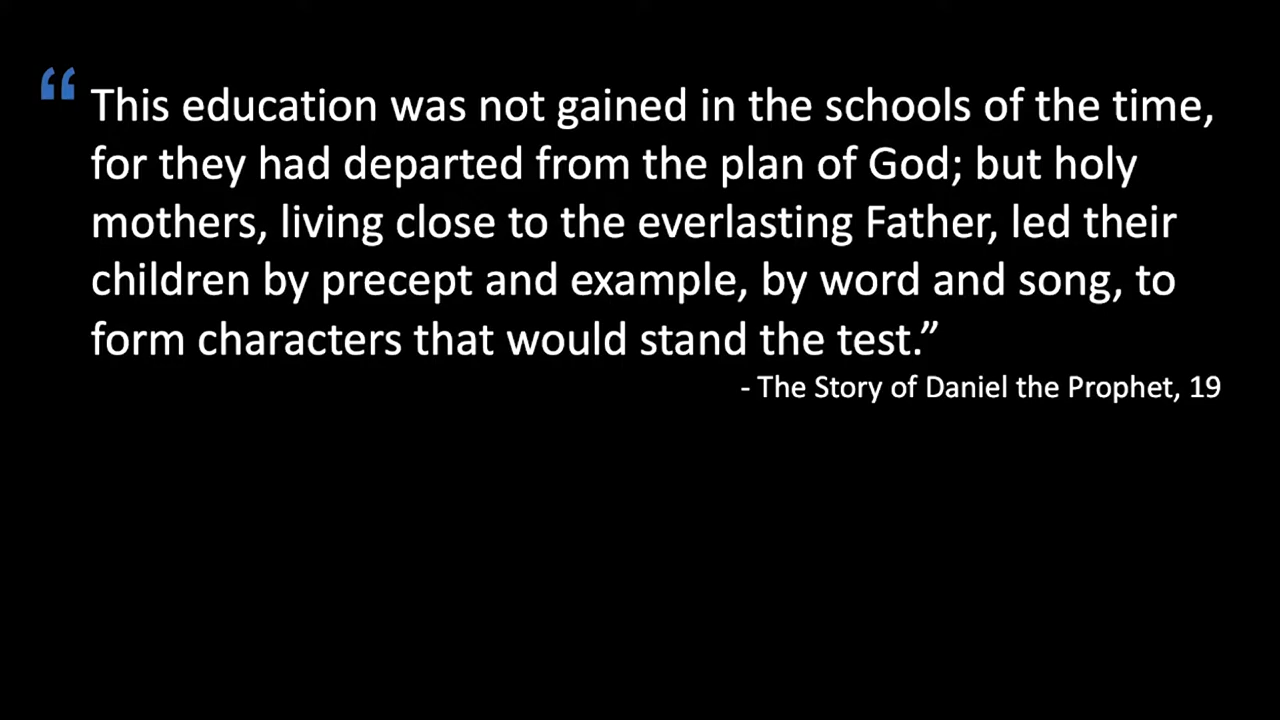 “ This education was not gained in the schools of the time,
for they had departed from the plan of God; but holy
mothers, living close to the everlasting Father, led their
children by precept and example, by word and song, to
form characters that would stand the test.”
- The Story of Daniel the Prophet, 19